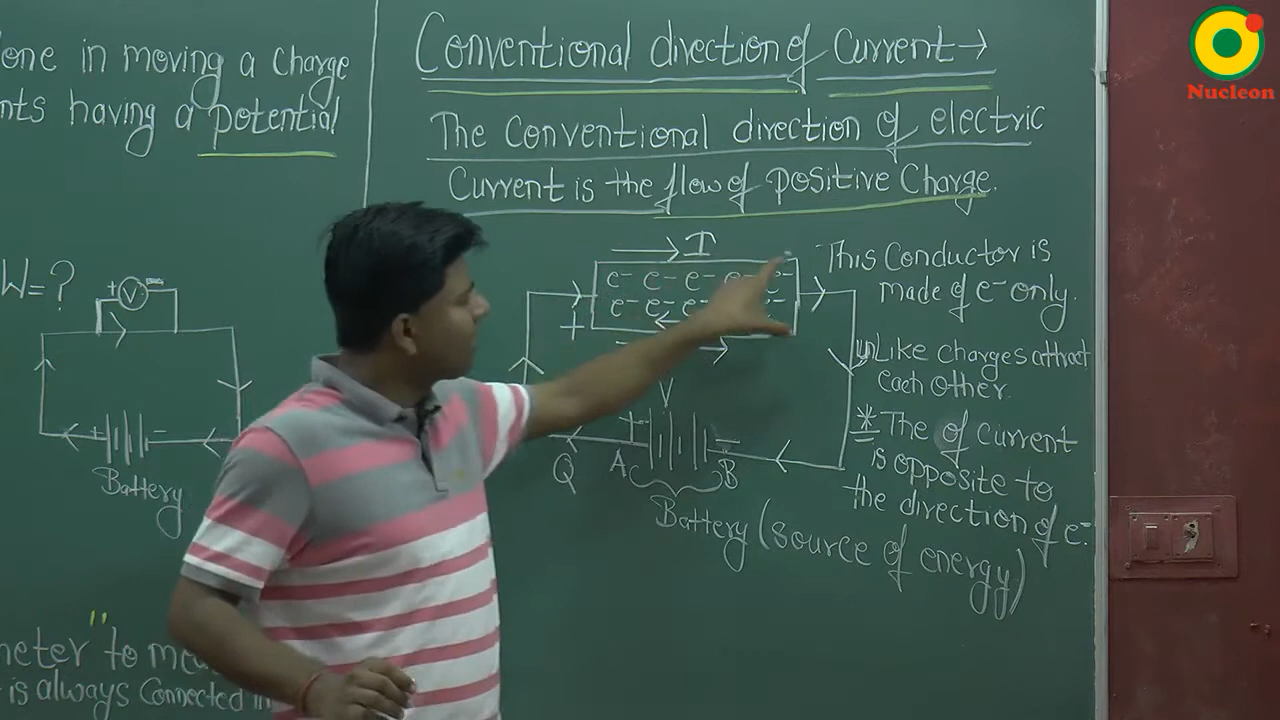 one in moving a charge
nts having a potential
W=?
+ V
+ -
Battery
neter "to me
is always Connected in
Conventional direction of Current→
The Conventional direction of electric
Current is the flow of positive Charge.
→ I
e- e- e- e- e-
e- e- e-
+
V
+ -
Q A B
Battery (source of energy)
This Conductor is
made of e- only.
unLike charges attract
each other.
* The of current
is opposite to
the direction of e-.
Nucleon